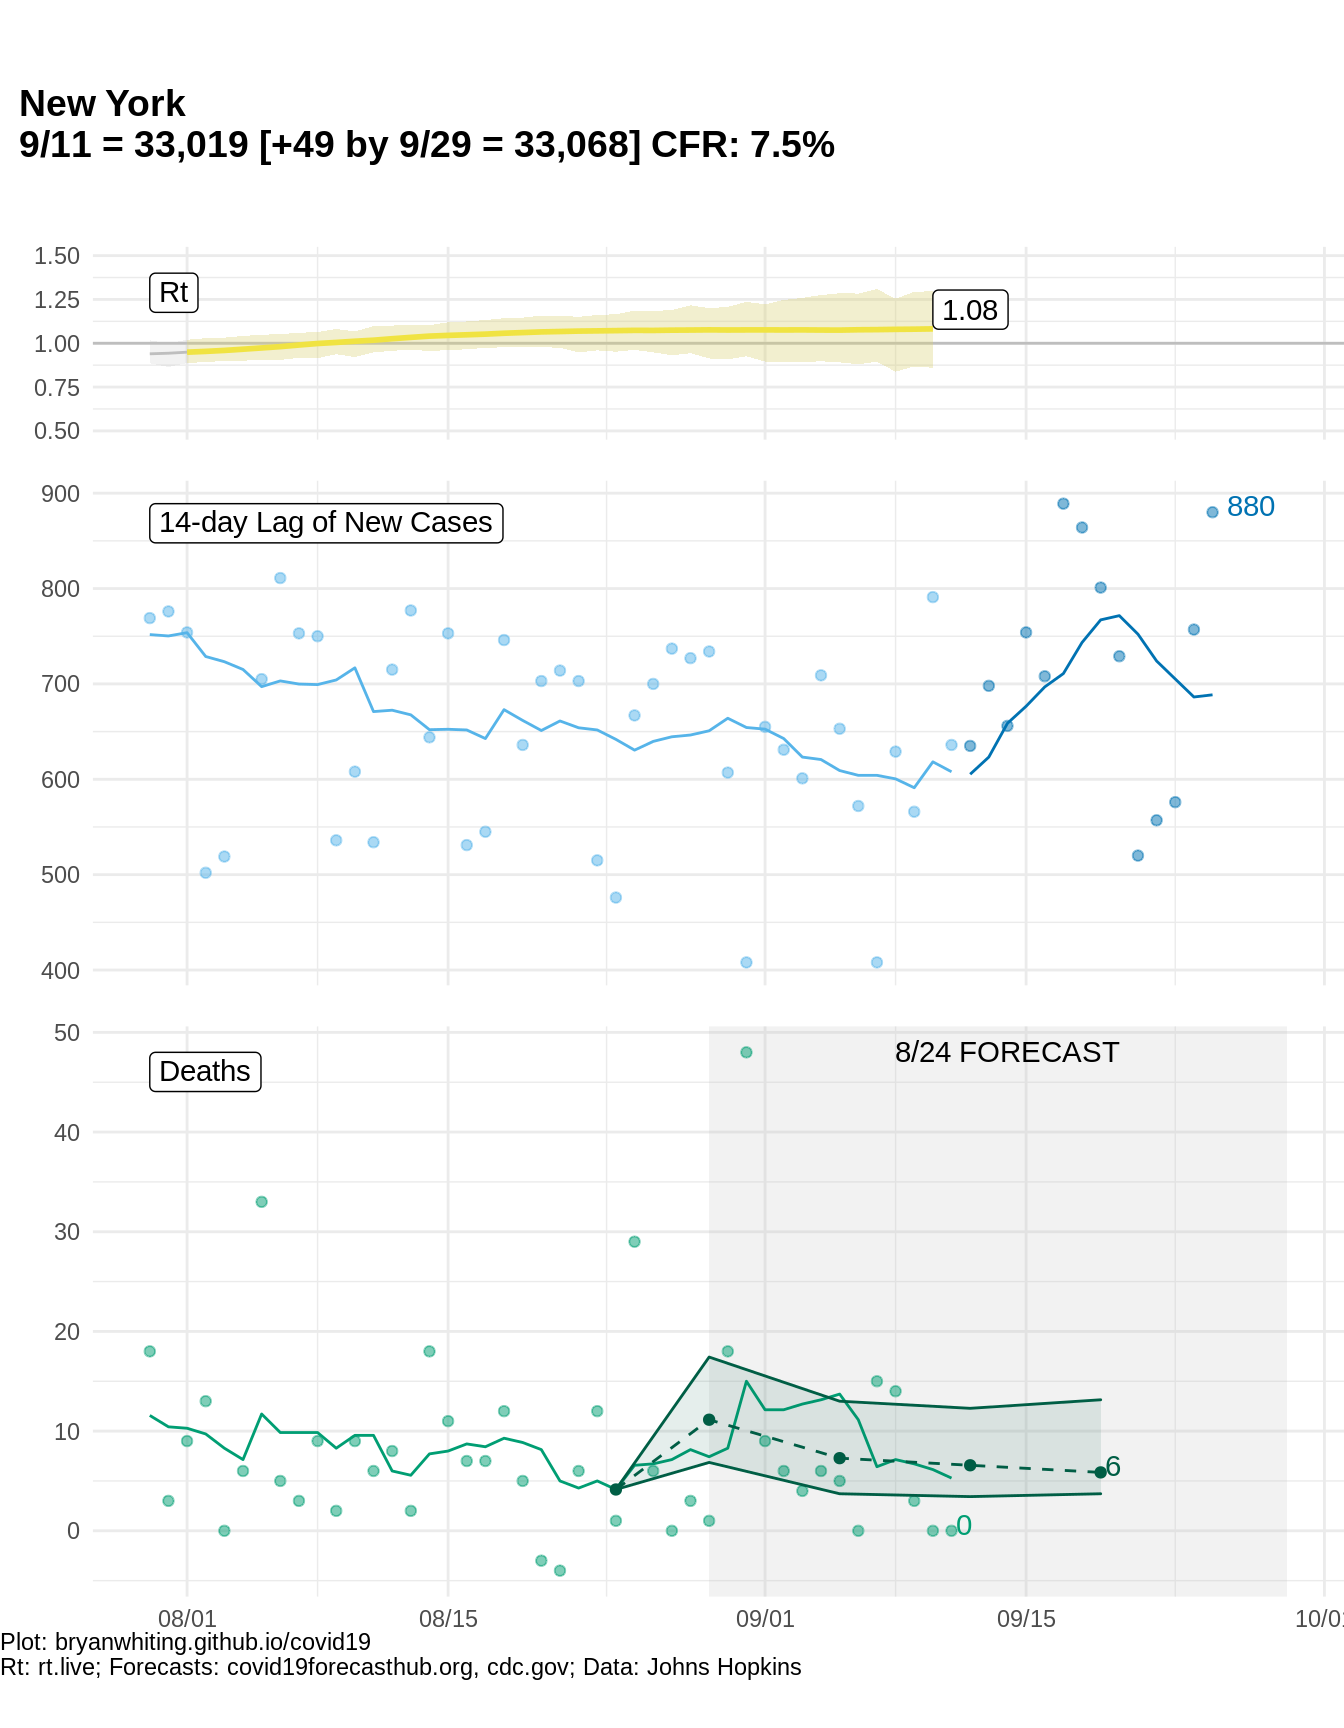 New York
9/11 = 33,019 [+49 by 9/29 = 33,068] CFR: 7.5%
1.50
1.25
1.00
0.75
0.50
Rt
1.08
900
800
700
600
500
400
14-day Lag of New Cases
880
50
40
30
20
10
0
Deaths
8/24 FORECAST
6
0
08/01 08/15 09/01 09/15
Plot: bryanwhiting.github.io/covid19
Rt: rt.live; Forecasts: covid19forecasthub.org, cdc.gov; Data: Johns Hopkins